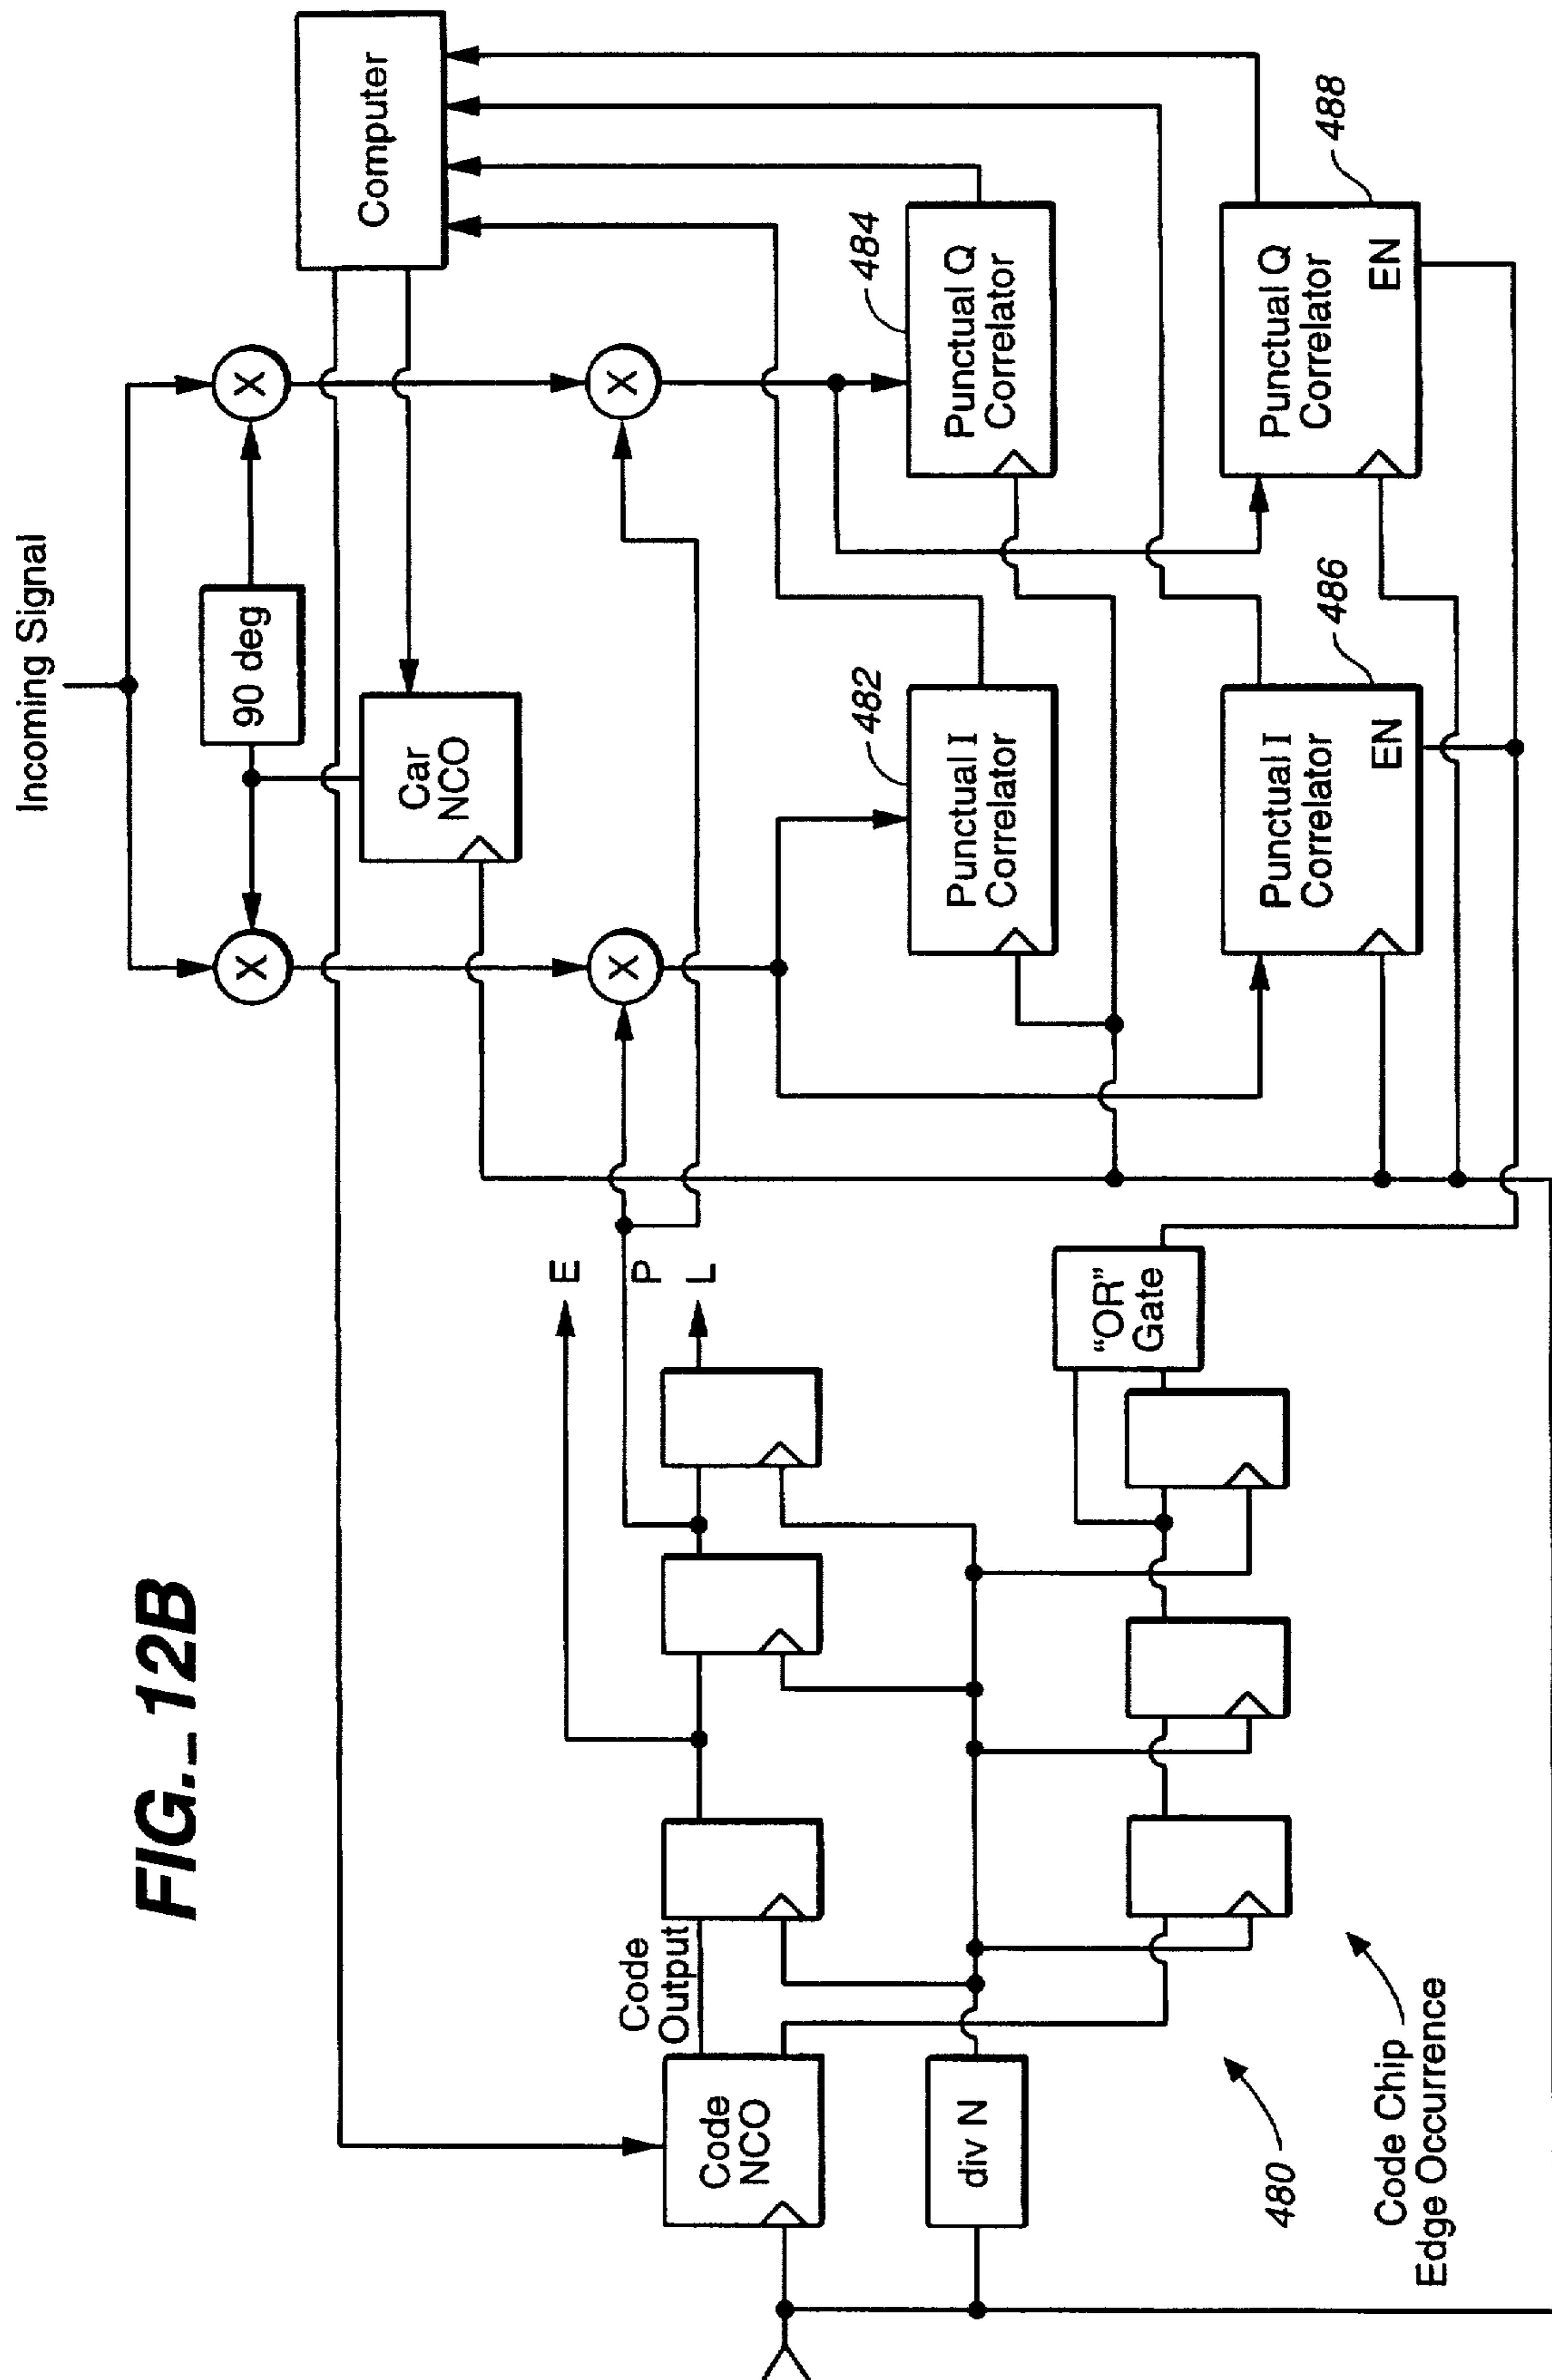 FIG._12B
Incoming Signal
X
90 deg
X
Computer
Car
NCO
X
X
E
P
L
Code
Output
Code
NCO
482
Punctual I
Correlator
484
Punctual Q
Correlator
div N
"OR"
Gate
486
Punctual I
Correlator
EN
488
Punctual Q
Correlator
EN
480
Code Chip
Edge Occurrence